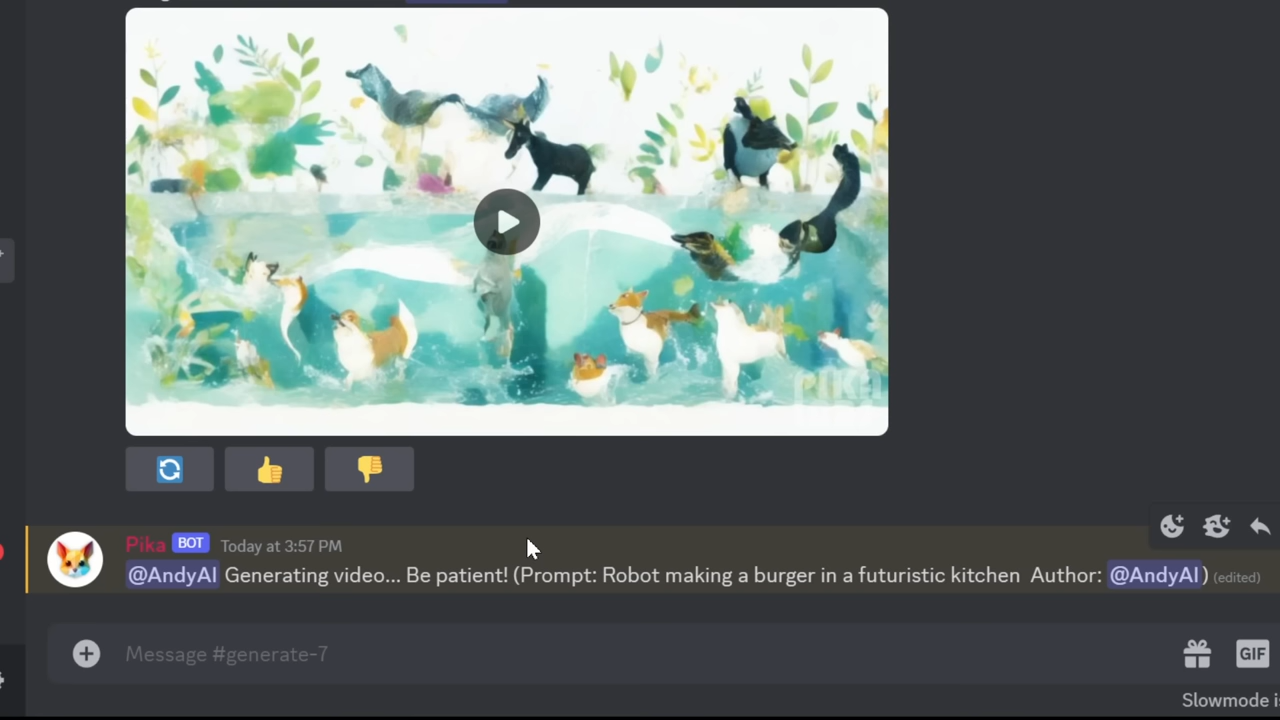 PIKA
Pika BOT Today at 3:57 PM
@AndyAI Generating video... Be patient! (Prompt: Robot making a burger in a futuristic kitchen Author: @AndyAI) (edited)
Message #generate-7
GIF
Slowmode i